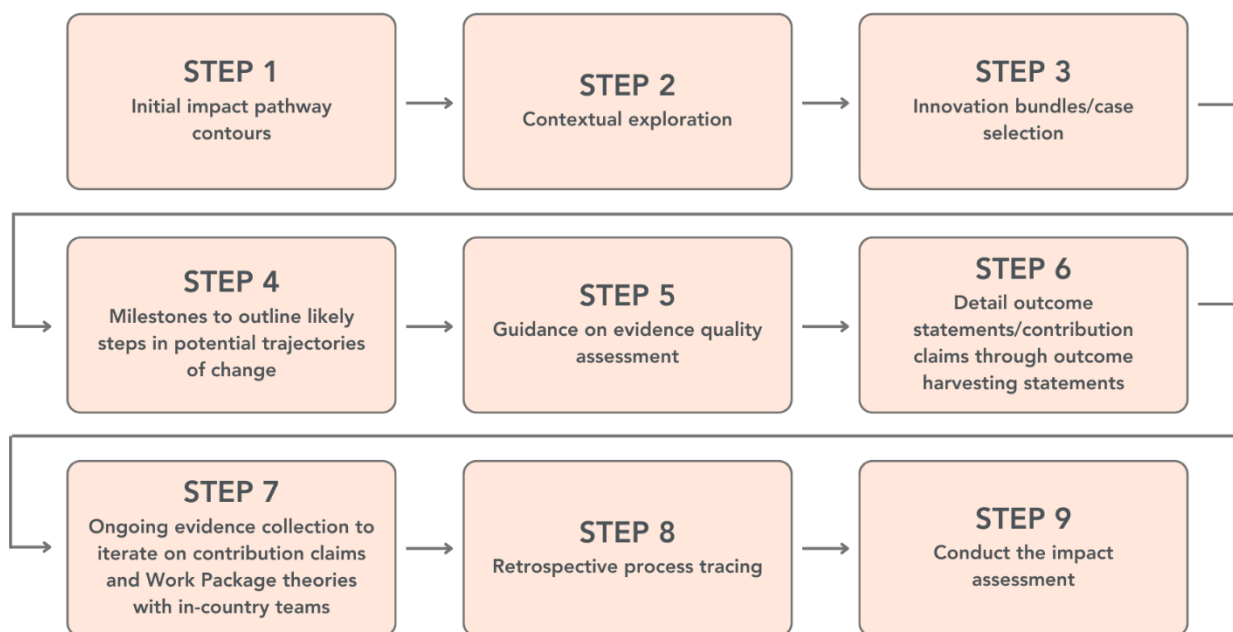 STEP 1
Initial impact pathway
contours
STEP 2
Contextual exploration
STEP 3
Innovation bundles/case
selection
STEP 4
Milestones to outline likely
steps in potential trajectories
of change
STEP 5
Guidance on evidence quality
assessment
STEP 6
Detail outcome
statements/contribution
claims through outcome
harvesting statements
STEP 7
Ongoing evidence collection to
iterate on contribution claims
and Work Package theories
with in-country teams
STEP 8
Retrospective process tracing
STEP 9
Conduct the impact
assessment